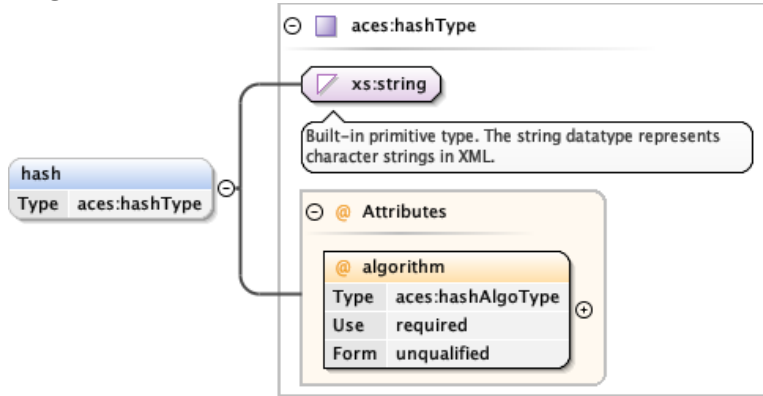 aces:hashType
xs:string
Built-in primitive type. The string datatype represents
character strings in XML.
hash
Type aces:hashType
@ Attributes
@ algorithm
Type aces:hashAlgoType
Use required
Form unqualified